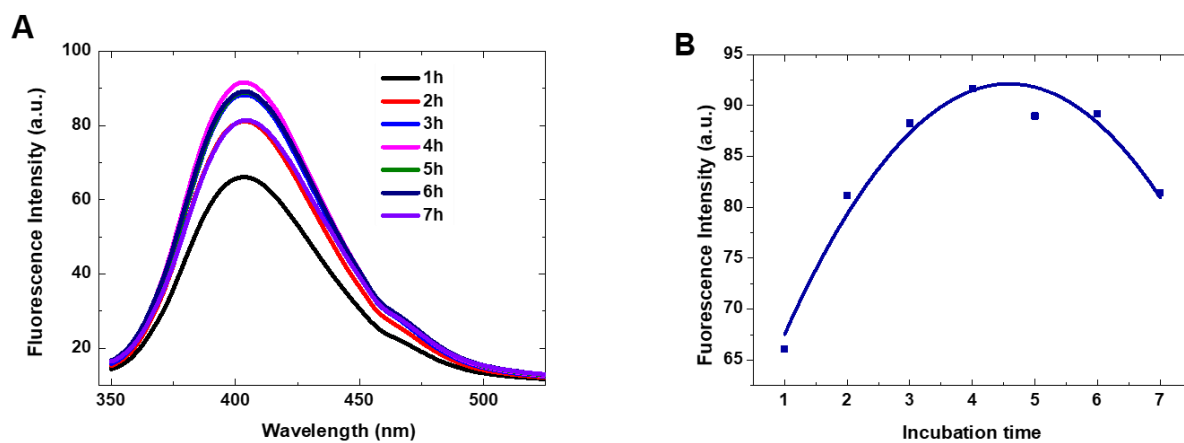 A
Fluorescence Intensity (a.u.)
100
80
60
40
20
350
400
450
500
Wavelength (nm)
1h
2h
3h
4h
5h
6h
7h
B
Fuorescence Intensity (a.u.)
95
90
85
80
75
70
65
1
2
3
4
5
6
7
Incubation time